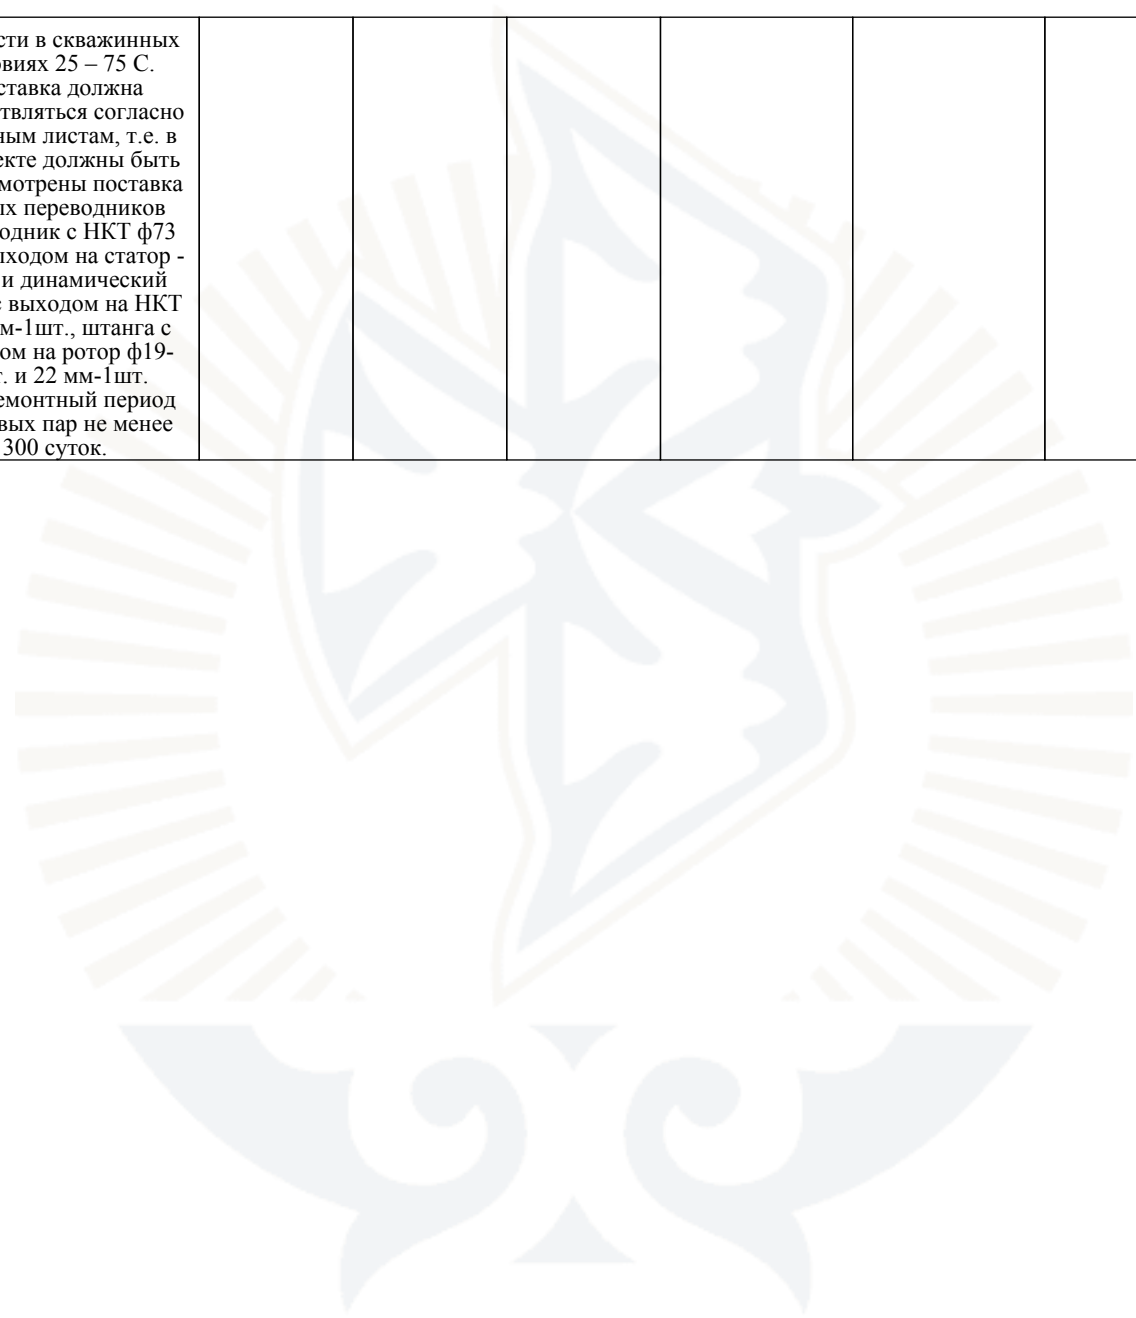 сти в скважинных
овиях 25 – 75 С.
ставка должна
твляться согласно
ным листам, т.е. в
екте должны быть
смотрены поставка
ых переводников
одник с НКТ ф73
ыходом на статор -
и динамический
с выходом на НКТ
м-1шт., штанга с
ом на ротор ф19-
т. и 22 мм-1шт.
емонтный период
вых пар не менее
300 суток.